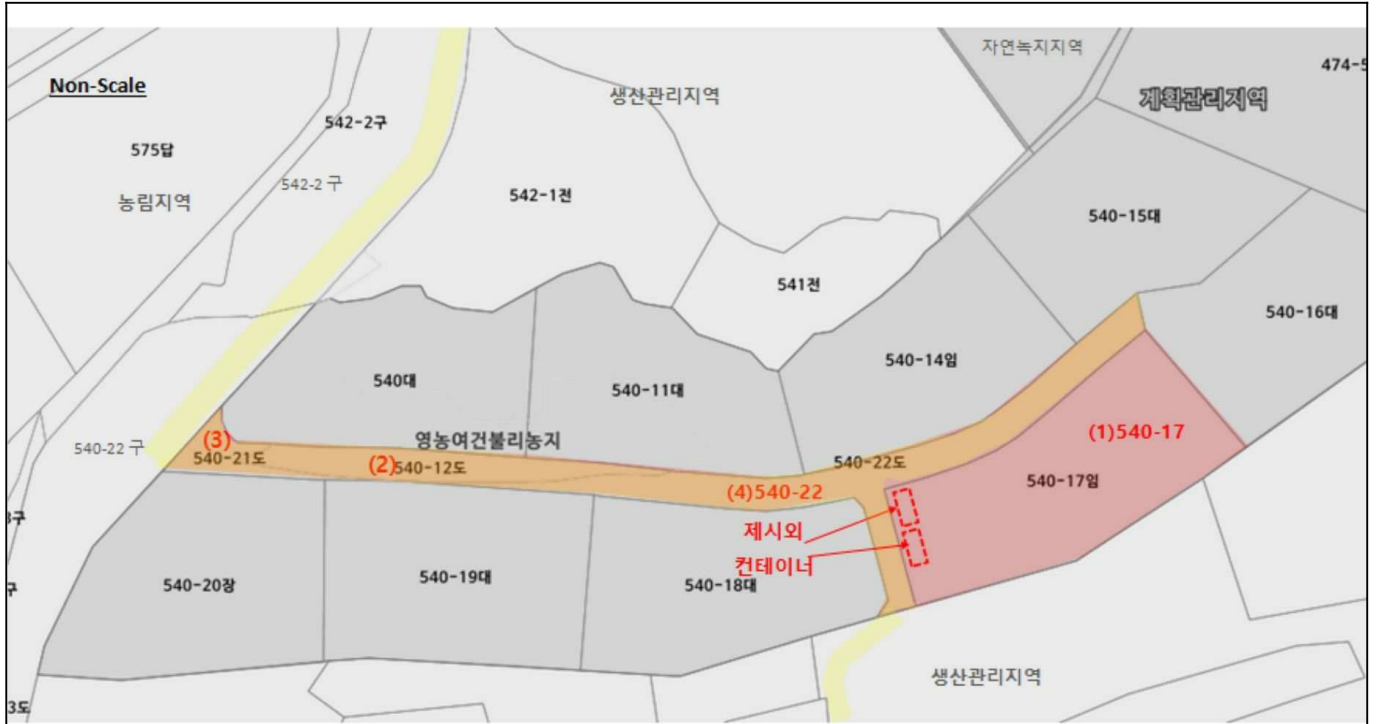 자연녹지지역
474-5
Non-Scale
생산관리지역
계획관리지역
542-2구
575답
542-2 구
542-1전
농림지역
540-15대
541전
540-16대
540-14임
540대
540-11대
(1)540-17
영농여건불리농지
(3)
540-22 구
540-21도
(2)540-12도
540-22도
540-17임
(4)540-22
제시외
컨테이너
구
540-20장
540-19대
540-18대
구
생산관리지역
3도